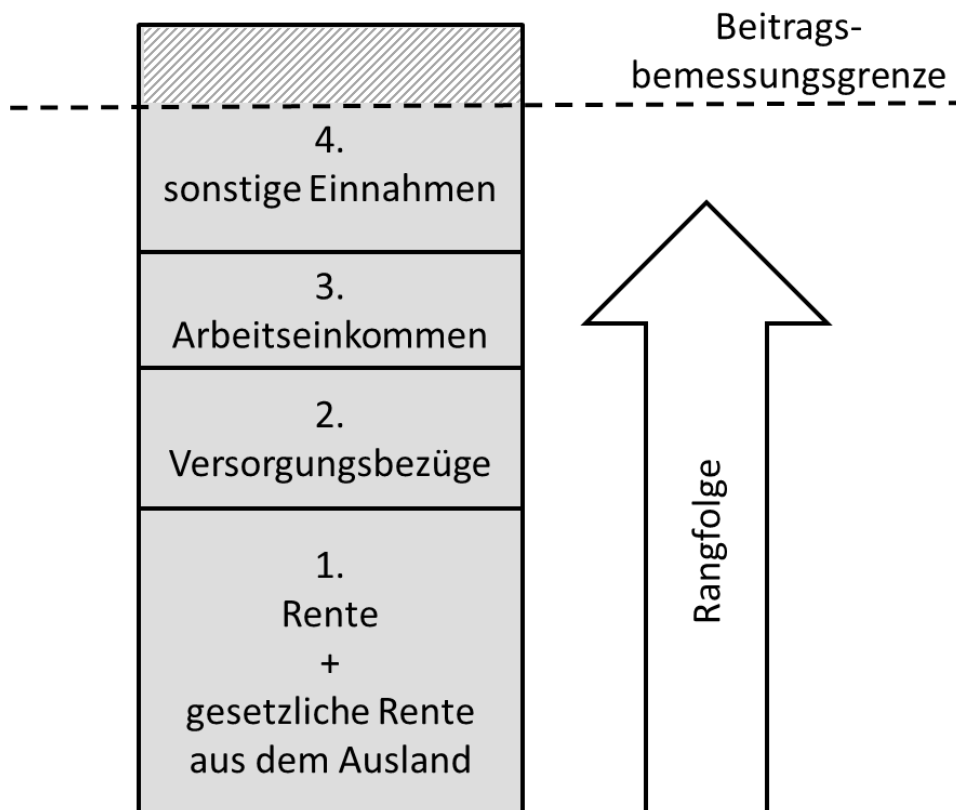 Beitrags-
bemessungsgrenze
4.
sonstige Einnahmen
3.
Arbeitseinkommen
2.
Versorgungsbezüge
1.
Rente
+
gesetzliche Rente
aus dem Ausland
Rangfolge